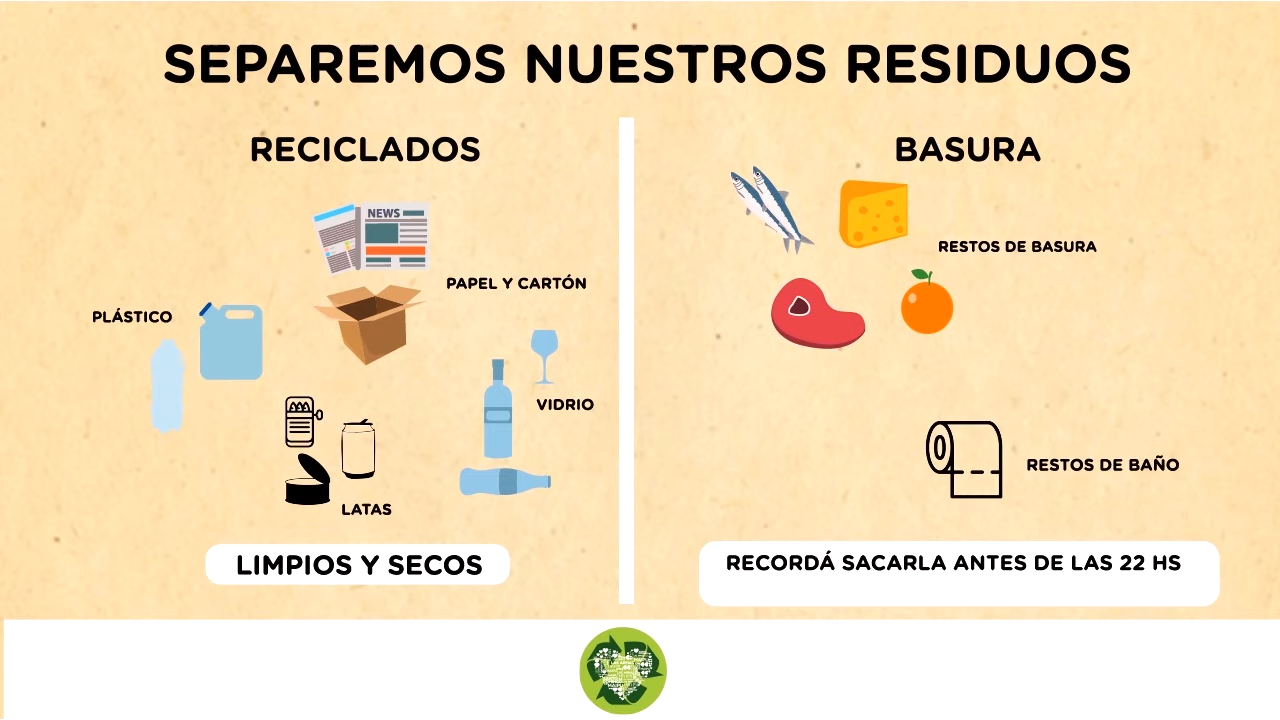 SEPAREMOS NUESTROS RESIDUOS
RECICLADOS
NEWS
PAPEL Y CARTÓN
PLÁSTICO
VIDRIO
LATAS
LIMPIOS Y SECOS
BASURA
RESTOS DE BASURA
RESTOS DE BAÑO
RECORDÁ SACARLA ANTES DE LAS 22 HS